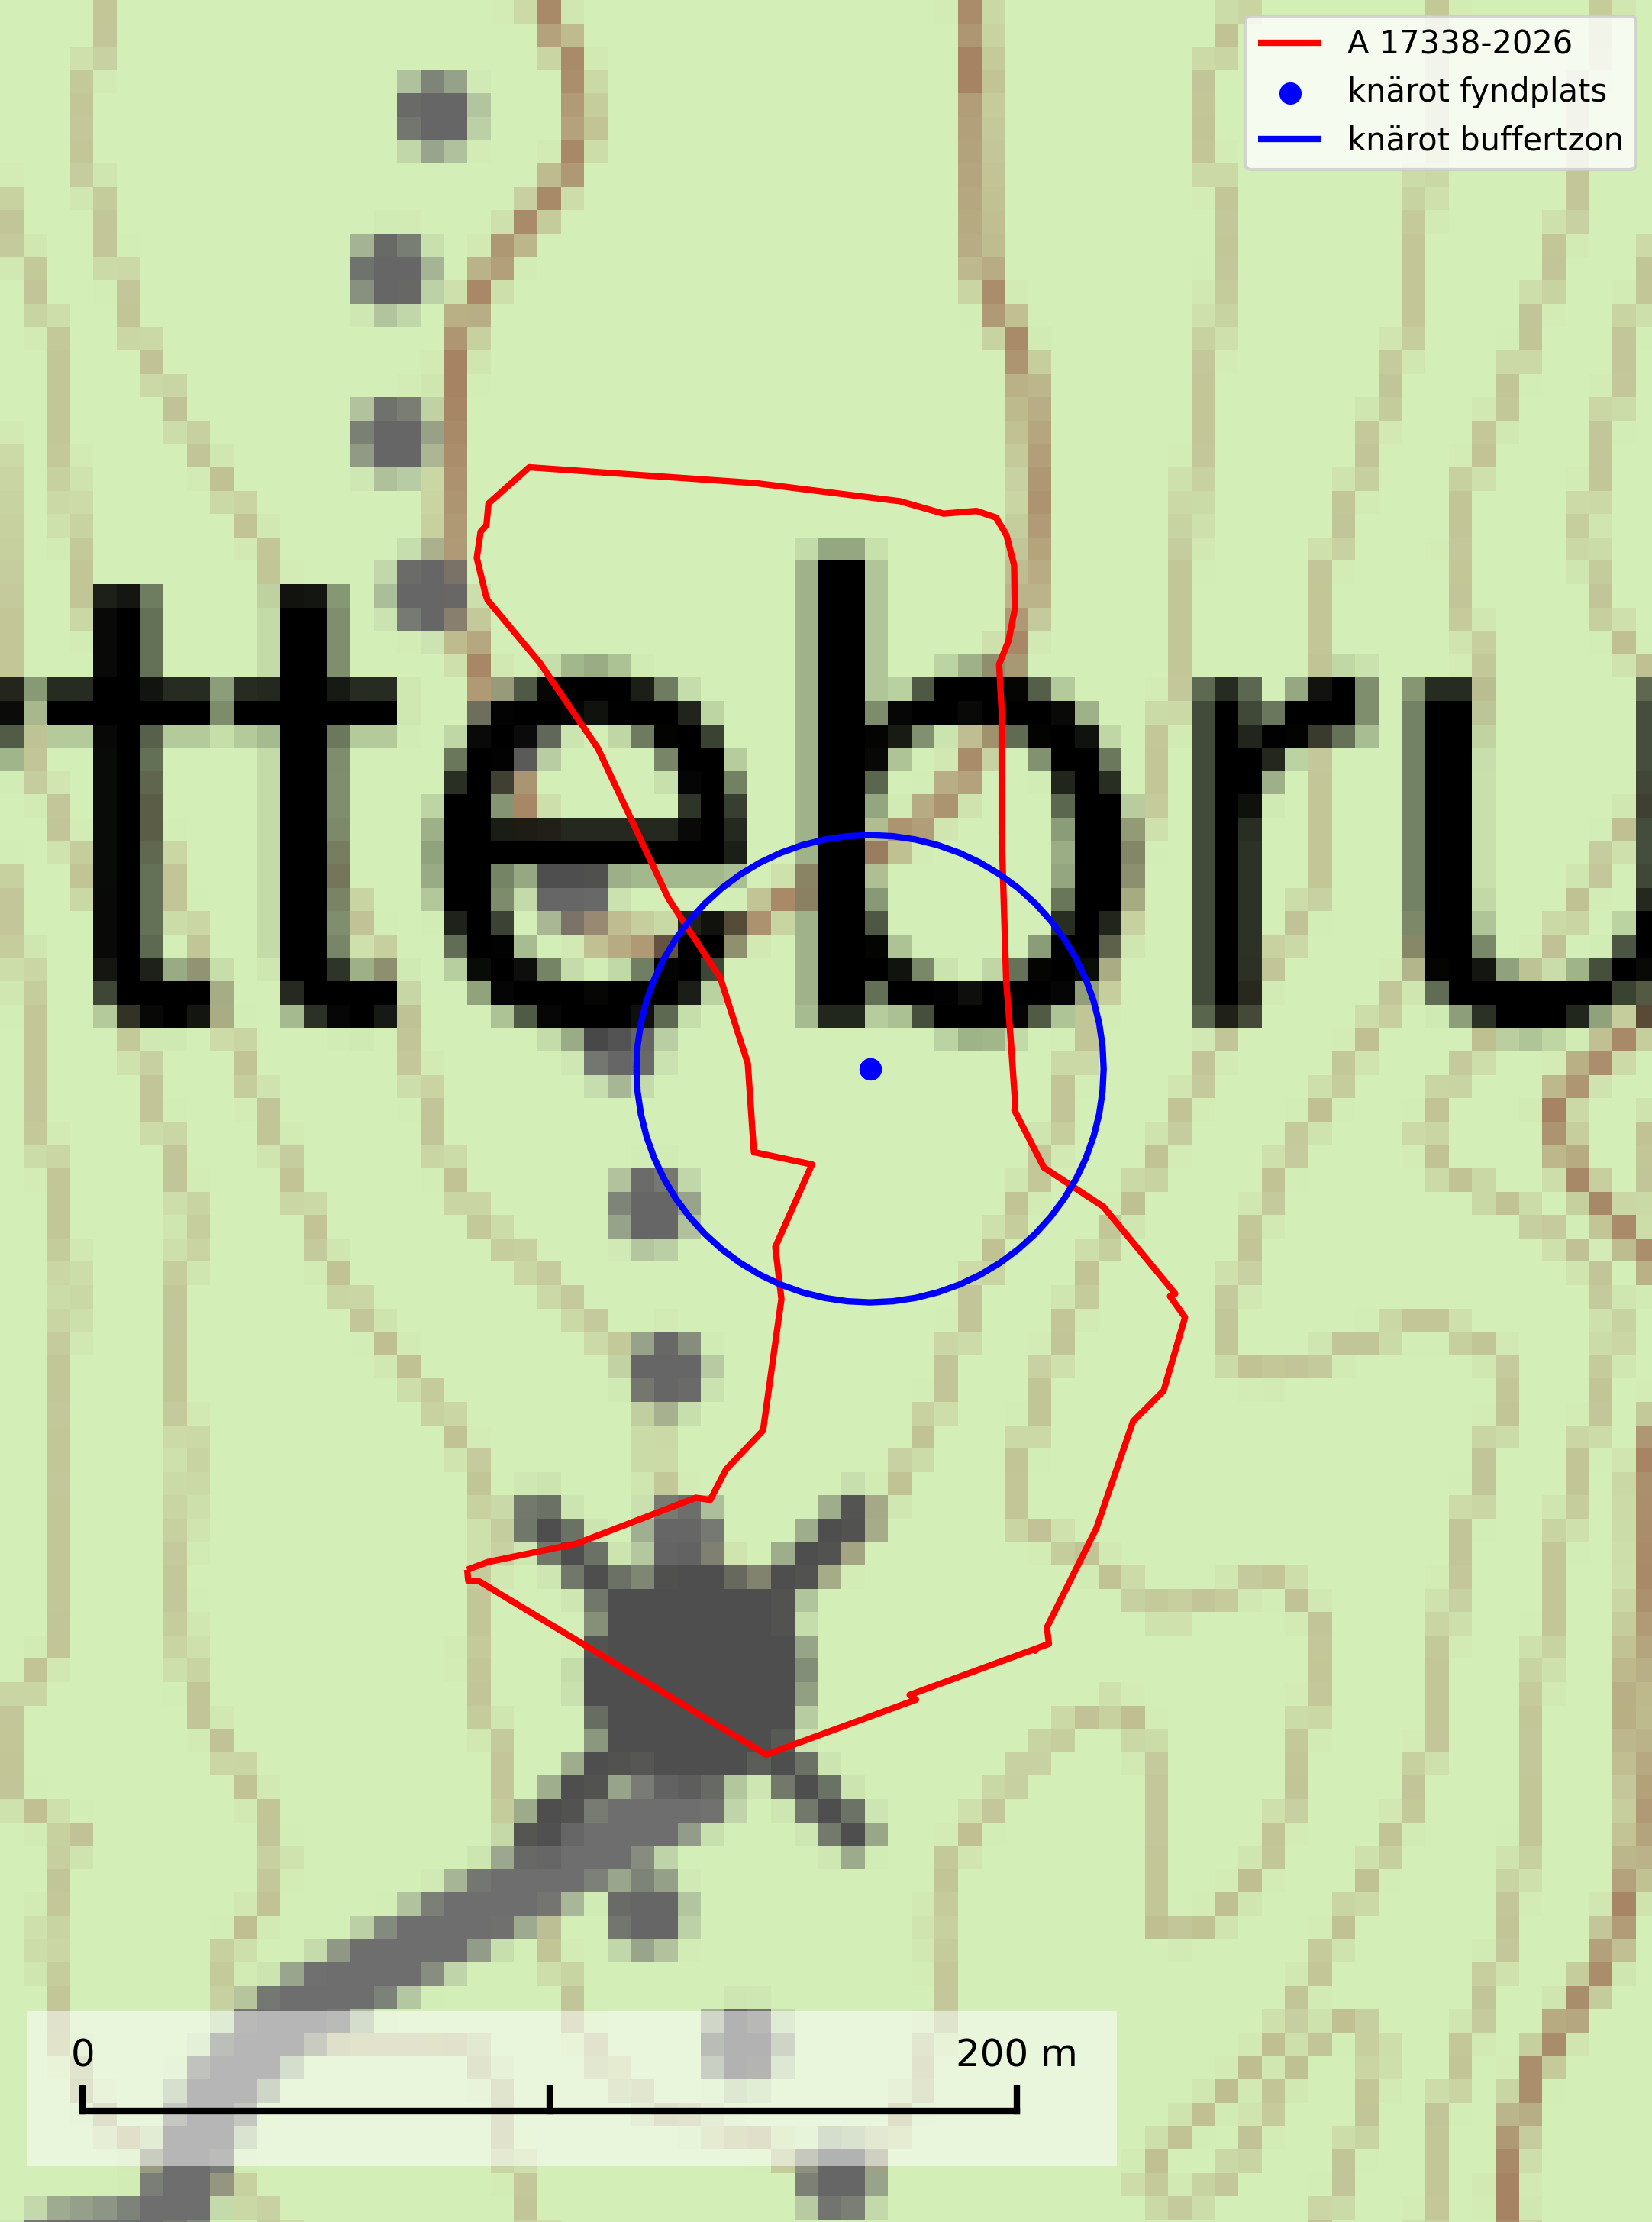 A 17338-2026
knärot fyndplats
knärot buffertzon
ttebru
0 200 m